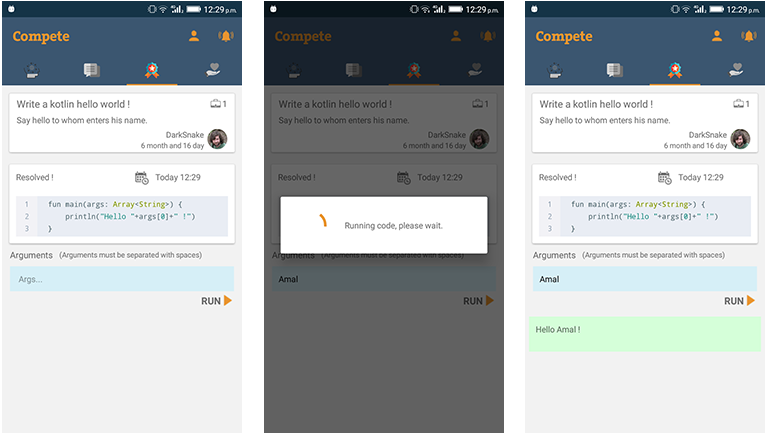 12:29 p.m.
Compete
Write a kotlin hello world !
1
Say hello to whom enters his name.
DarkSnake
6 month and 16 day
Resolved !
Today 12:29
1 fun main(args: Array<String>) {
2 println("Hello "+args[0]+" !")
3 }
Arguments (Arguments must be separated with spaces)
Args...
RUN
12:29 p.m.
Compete
Write a kotlin hello world !
1
Say hello to whom enters his name.
DarkSnake
6 month and 16 day
Resolved !
Today 12:29
Running code, please wait.
Arguments (Arguments must be separated with spaces)
Amal
RUN
12:29 p.m.
Compete
Write a kotlin hello world !
1
Say hello to whom enters his name.
DarkSnake
6 month and 16 day
Resolved !
Today 12:29
1 fun main(args: Array<String>) {
2 println("Hello "+args[0]+" !")
3 }
Arguments (Arguments must be separated with spaces)
Amal
RUN
Hello Amal !